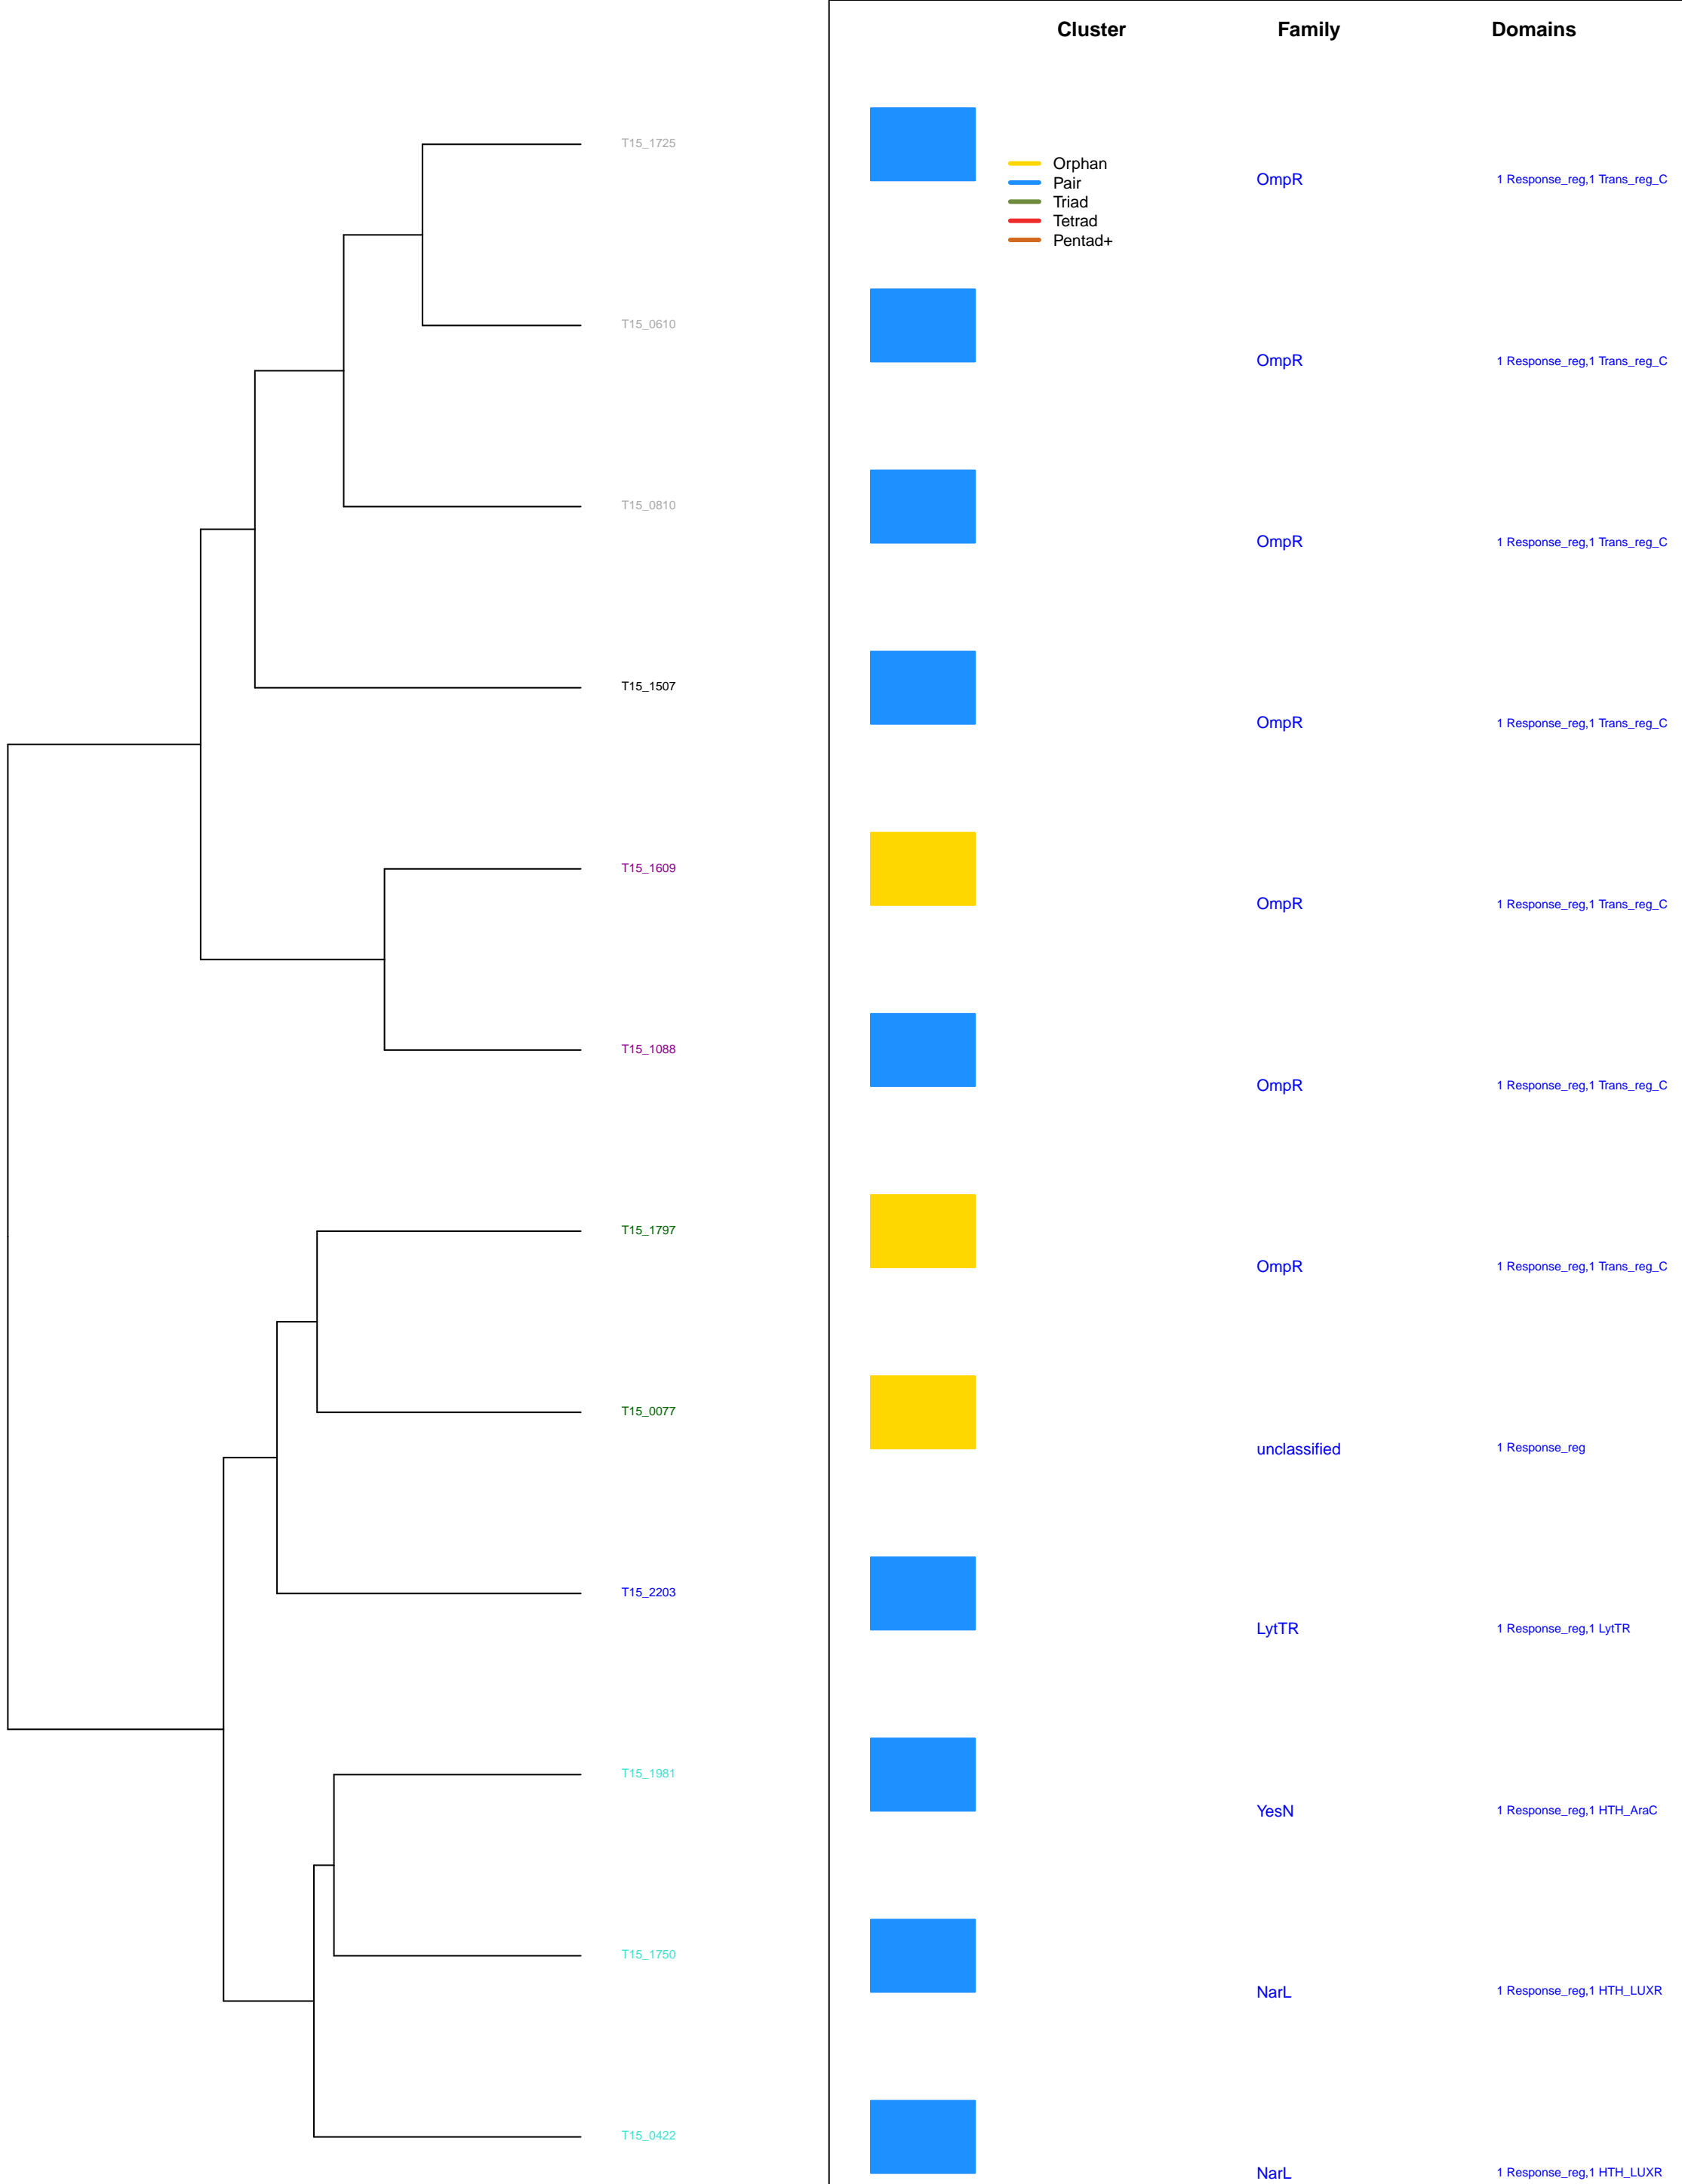 Cluster Family Domains
T15_1725
Orphan
Pair
OmpR 1 Response_reg,1 Trans_reg_C
Triad
Tetrad
Pentad+
T15_0610
OmpR 1 Response_reg,1 Trans_reg_C
T15_0810
OmpR 1 Response_reg,1 Trans_reg_C
T15_1507
OmpR 1 Response_reg,1 Trans_reg_C
T15_1609
OmpR 1 Response_reg,1 Trans_reg_C
T15_1088
OmpR 1 Response_reg,1 Trans_reg_C
T15_1797
OmpR 1 Response_reg,1 Trans_reg_C
T15_0077
unclassified 1 Response_reg
T15_2203
LytTR 1 Response_reg,1 LytTR
T15_1981
YesN 1 Response_reg,1 HTH_AraC
T15_1750
NarL 1 Response_reg,1 HTH_LUXR
T15_0422
NarL 1 Response_reg,1 HTH_LUXR